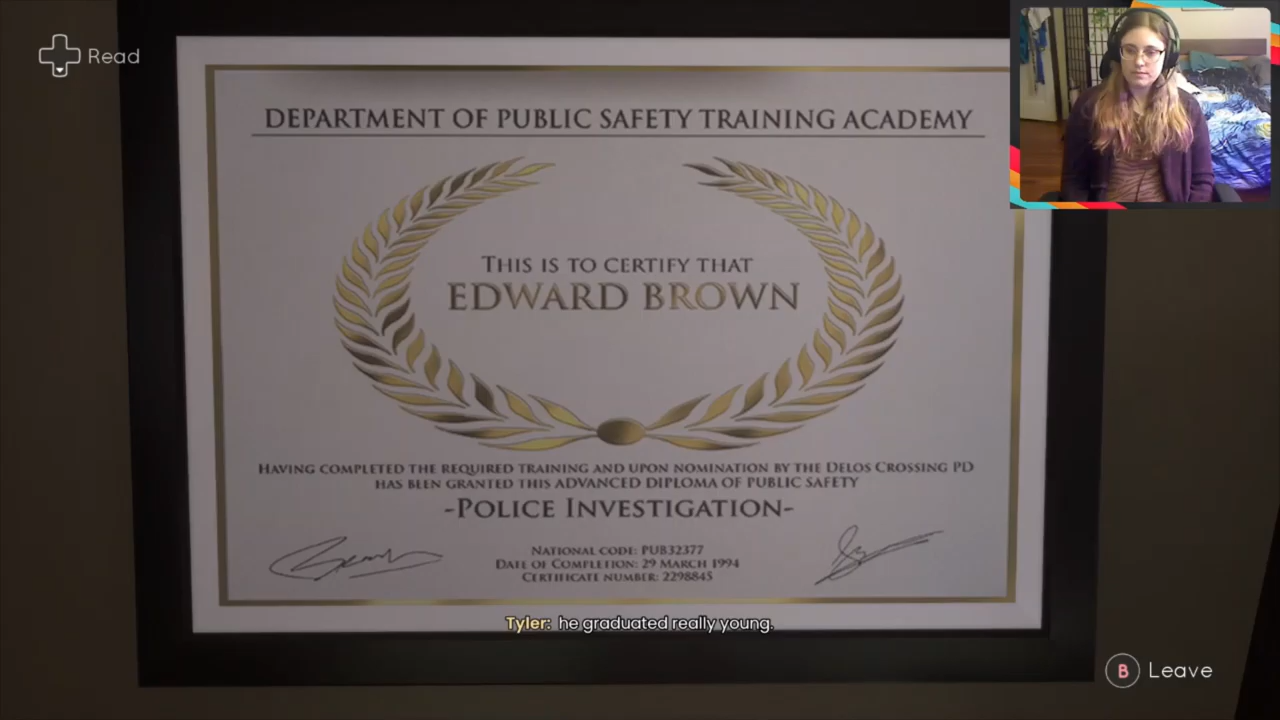 Read
DEPARTMENT OF PUBLIC SAFETY TRAINING ACADEMY
THIS IS TO CERTIFY THAT
EDWARD BROWN
HAVING COMPLETED THE REQUIRED TRAINING AND UPON NOMINATION BY THE DELOS CROSSING PD
HAS BEEN GRANTED THIS ADVANCED DIPLOMA OF PUBLIC SAFETY
-POLICE INVESTIGATION-
NATIONAL CODE: PUB32377
DATE OF COMPLETION: 29 MARCH 1994
CERTIFICATE NUMBER: 2298845
Tyler: he graduated really young.
B Leave